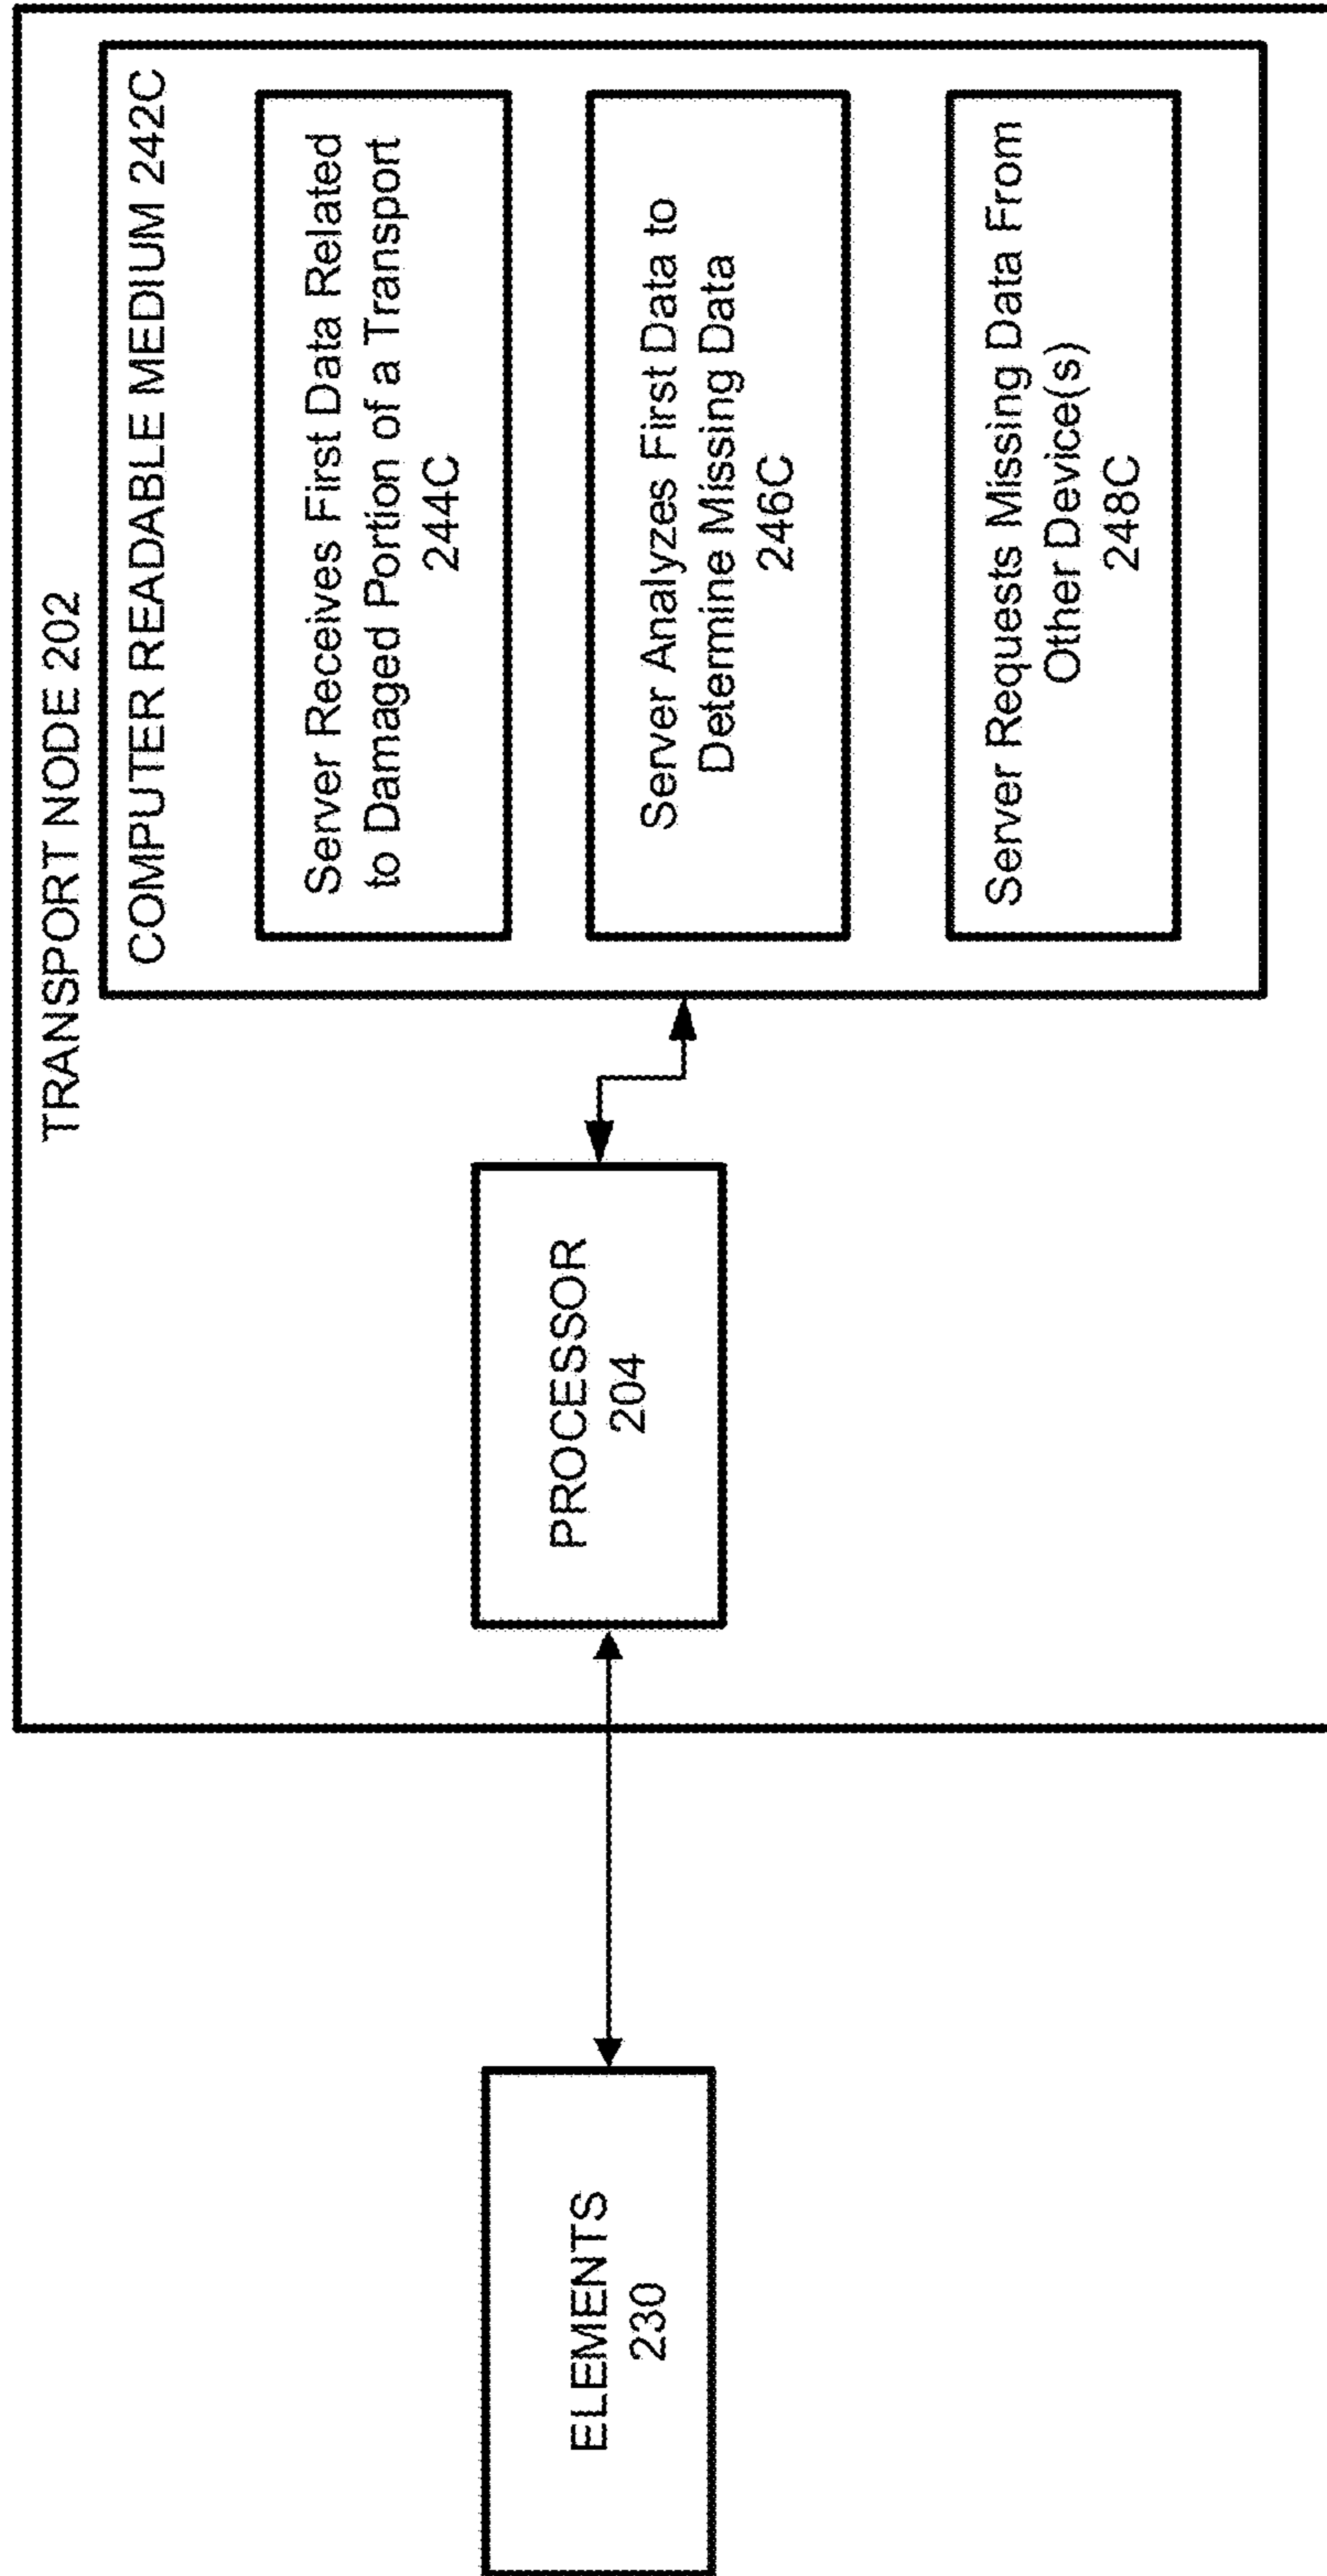 TRANSPORT NODE 202
COMPUTER READABLE MEDIUM 242C
Server Receives First Data Related
to Damaged Portion of a Transport
244C
Server Analyzes First Data to
Determine Missing Data
246C
Server Requests Missing Data From
Other Device(s)
248C
PROCESSOR
204
ELEMENTS
230